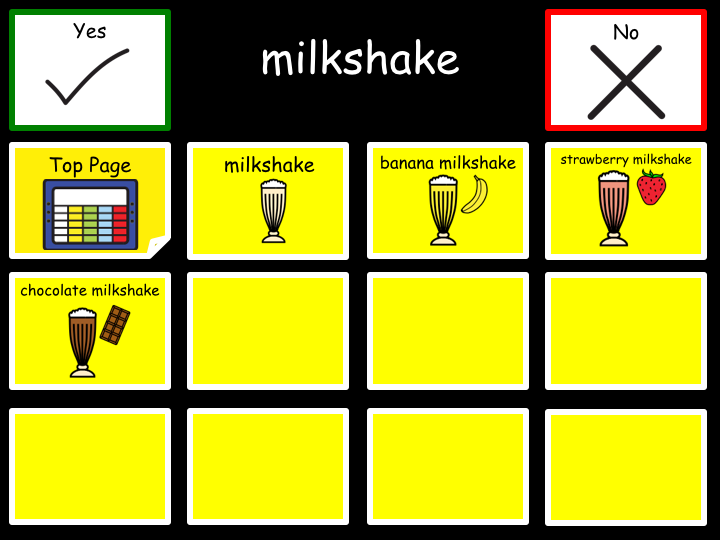 Yes
milkshake
No
Top Page
milkshake
banana milkshake
strawberry milkshake
chocolate milkshake